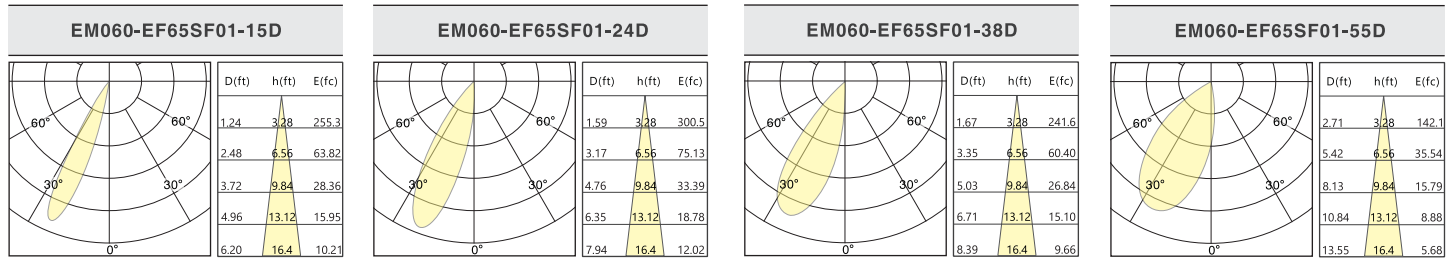 EM060-EF65SF01-15D
60° 60°
30° 30°
0°
D(ft) h(ft) E(fc)
1.24 3.28 255.3
2.48 6.56 63.82
3.72 9.84 28.36
4.96 13.12 15.95
6.20 16.4 10.21
EM060-EF65SF01-24D
60° 60°
30° 30°
0°
D(ft) h(ft) E(fc)
1.59 3.28 300.5
3.17 6.56 75.13
4.76 9.84 33.39
6.35 13.12 18.78
7.94 16.4 12.02
EM060-EF65SF01-38D
60° 60°
30° 30°
0°
D(ft) h(ft) E(fc)
1.67 3.28 241.6
3.35 6.56 60.40
5.03 9.84 26.84
6.71 13.12 15.10
8.39 16.4 9.66
EM060-EF65SF01-55D
60° 60°
30° 30°
0°
D(ft) h(ft) E(fc)
2.71 3.28 142.1
5.42 6.56 35.54
8.13 9.84 15.79
10.84 13.12 8.88
13.55 16.4 5.68